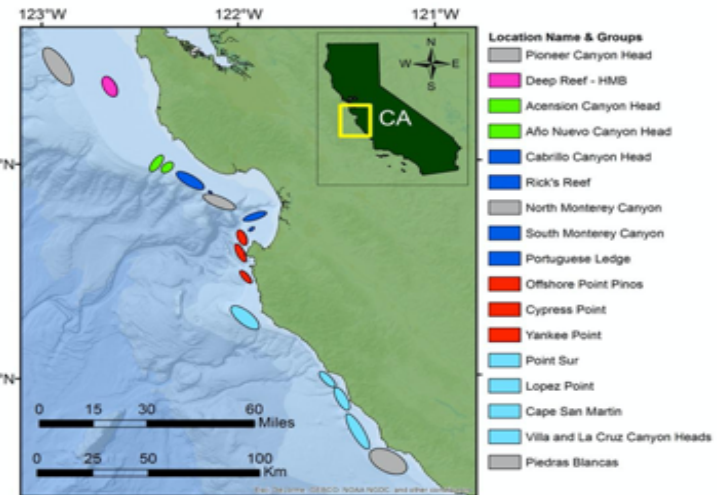 123°W 122°W 121°W
Location Name & Groups
Pioneer Canyon Head
Deep Reef - HMB
Acension Canyon Head
Año Nuevo Canyon Head
Cabrillo Canyon Head
Rick's Reef
North Monterey Canyon
South Monterey Canyon
Portuguese Ledge
Offshore Point Pinos
Cypress Point
Yankee Point
Point Sur
Lopez Point
Cape San Martin
Villa and La Cruz Canyon Heads
Piedras Blancas
N
W E
S
CA
°N
°N
0 15 30 60
Miles
0 25 50 100
Km